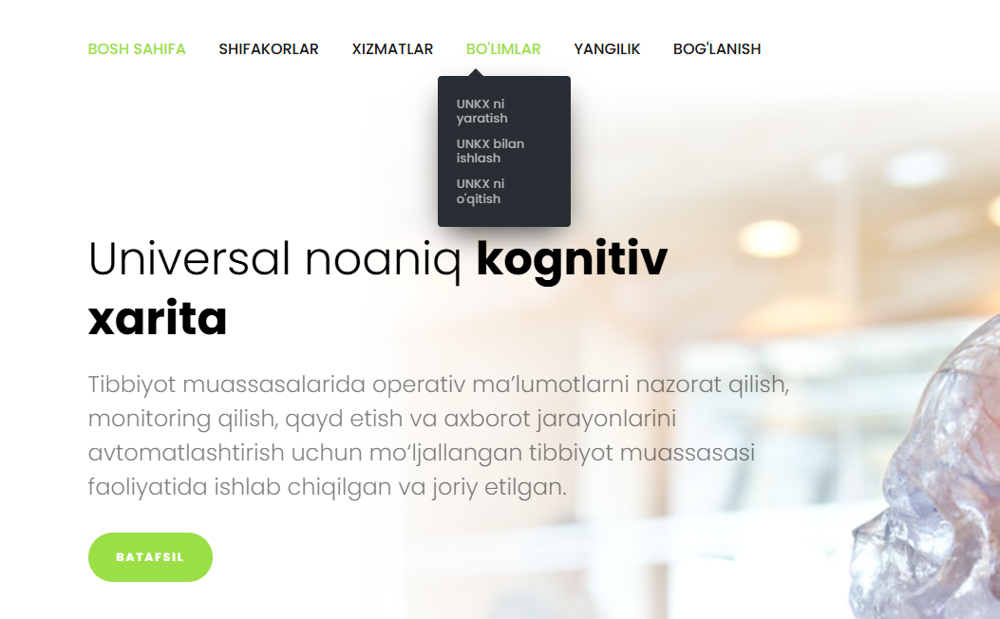 BOSH SAHIFA SHIFAKORLAR XIZMATLAR BO'LIMLAR YANGILIK BOG'LANISH
UNKX ni
yaratish
UNKX bilan
ishlash
UNKX ni
o'qitish
Universal noaniq kognitiv
xarita
Tibbiyot muassasalarida operativ ma’lumotlarni nazorat qilish,
monitoring qilish, qayd etish va axborot jarayonlarini
avtomatlashtirish uchun mo‘ljallangan tibbiyot muassasasi
faoliyatida ishlab chiqilgan va joriy etilgan.
BATAFSIL